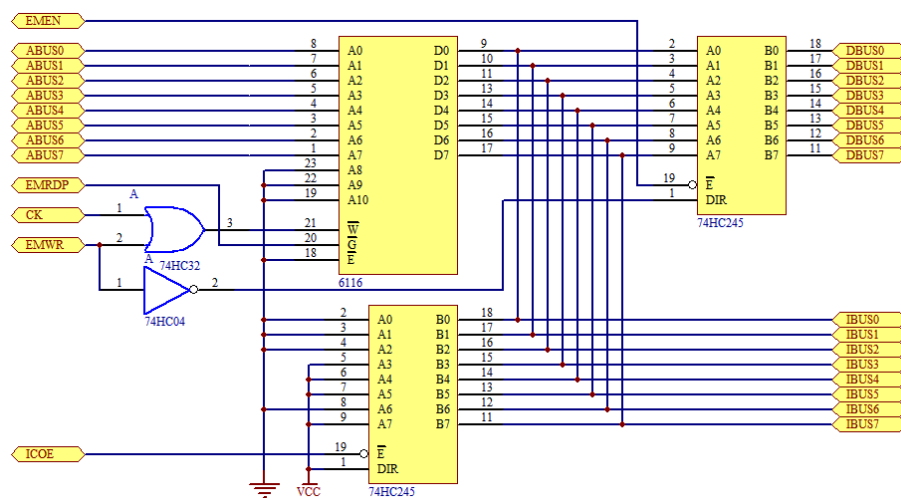 EMEN
ABUS0 8 A0 D0 9 2 A0 B0 18 DBUS0
ABUS1 7 A1 D1 10 3 A1 B1 17 DBUS1
ABUS2 6 A2 D2 11 4 A2 B2 16 DBUS2
ABUS3 5 A3 D3 13 5 A3 B3 15 DBUS3
ABUS4 4 A4 D4 14 6 A4 B4 14 DBUS4
ABUS5 3 A5 D5 15 7 A5 B5 13 DBUS5
ABUS6 2 A6 D6 16 8 A6 B6 12 DBUS6
ABUS7 1 A7 D7 17 9 A7 B7 11 DBUS7
23 A8
EMRDP 22 A9 19 E
A 19 A10 1 DIR
CK 1 74HC245
3 21 W
EMWR 2 20 G
A 74HC32 18 E
1 2 6116
74HC04
2 A0 B0 18 IBUS0
3 A1 B1 17 IBUS1
4 A2 B2 16 IBUS2
5 A3 B3 15 IBUS3
6 A4 B4 14 IBUS4
7 A5 B5 13 IBUS5
8 A6 B6 12 IBUS6
9 A7 B7 11 IBUS7
ICOE 19 E
1 DIR
VCC 74HC245